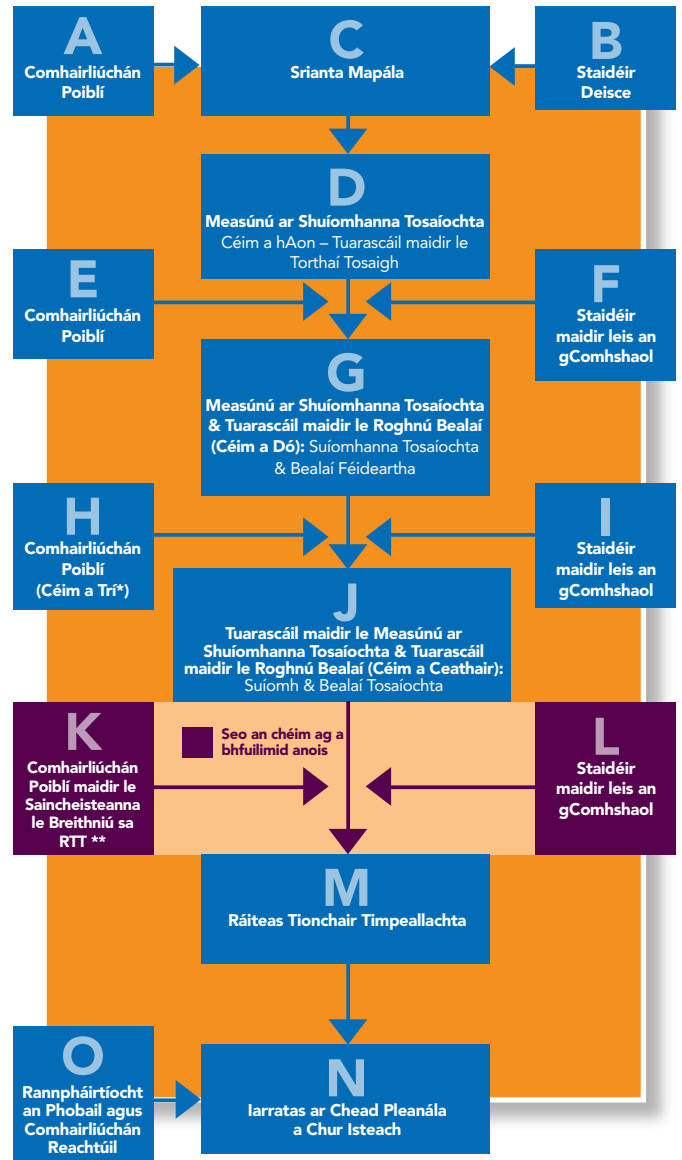 A
Comhairliúchán
Poiblí
C
Srianta Mapála
B
Staidéir
Deisce
D
Measúnú ar Shuíomhanna Tosaíochta
Céim a hAon – Tuarascáil maidir le
Torthaí Tosaigh
E
Comhairliúchán
Poiblí
F
Staidéir
maidir leis an
gComhshaol
G
Measúnú ar Shuíomhanna Tosaíochta
& Tuarascáil maidir le Roghnú Bealaí
(Céim a Dó): Suíomhanna Tosaíochta
& Bealaí Féideartha
H
Comhairliúchán
Poiblí
(Céim a Trí*)
I
Staidéir
maidir leis an
gComhshaol
J
Tuarascáil maidir le Measúnú ar
Shuíomhanna Tosaíochta & Tuarascáil
maidir le Roghnú Bealaí (Céim a Ceathair):
Suíomh & Bealaí Tosaíochta
K
Comhairliúchán
Poiblí maidir le
Saincheisteanna
le Breithniú sa
RTT **
Seo an chéim ag a
bhfuilimid anois
L
Staidéir
maidir leis an
gComhshaol
M
Ráiteas Tionchair Timpeallachta
O
Rannpháirtíocht
an Phobail agus
Comhairliúchán
Reachtúil
N
Iarratas ar Chead Pleanála
a Chur Isteach